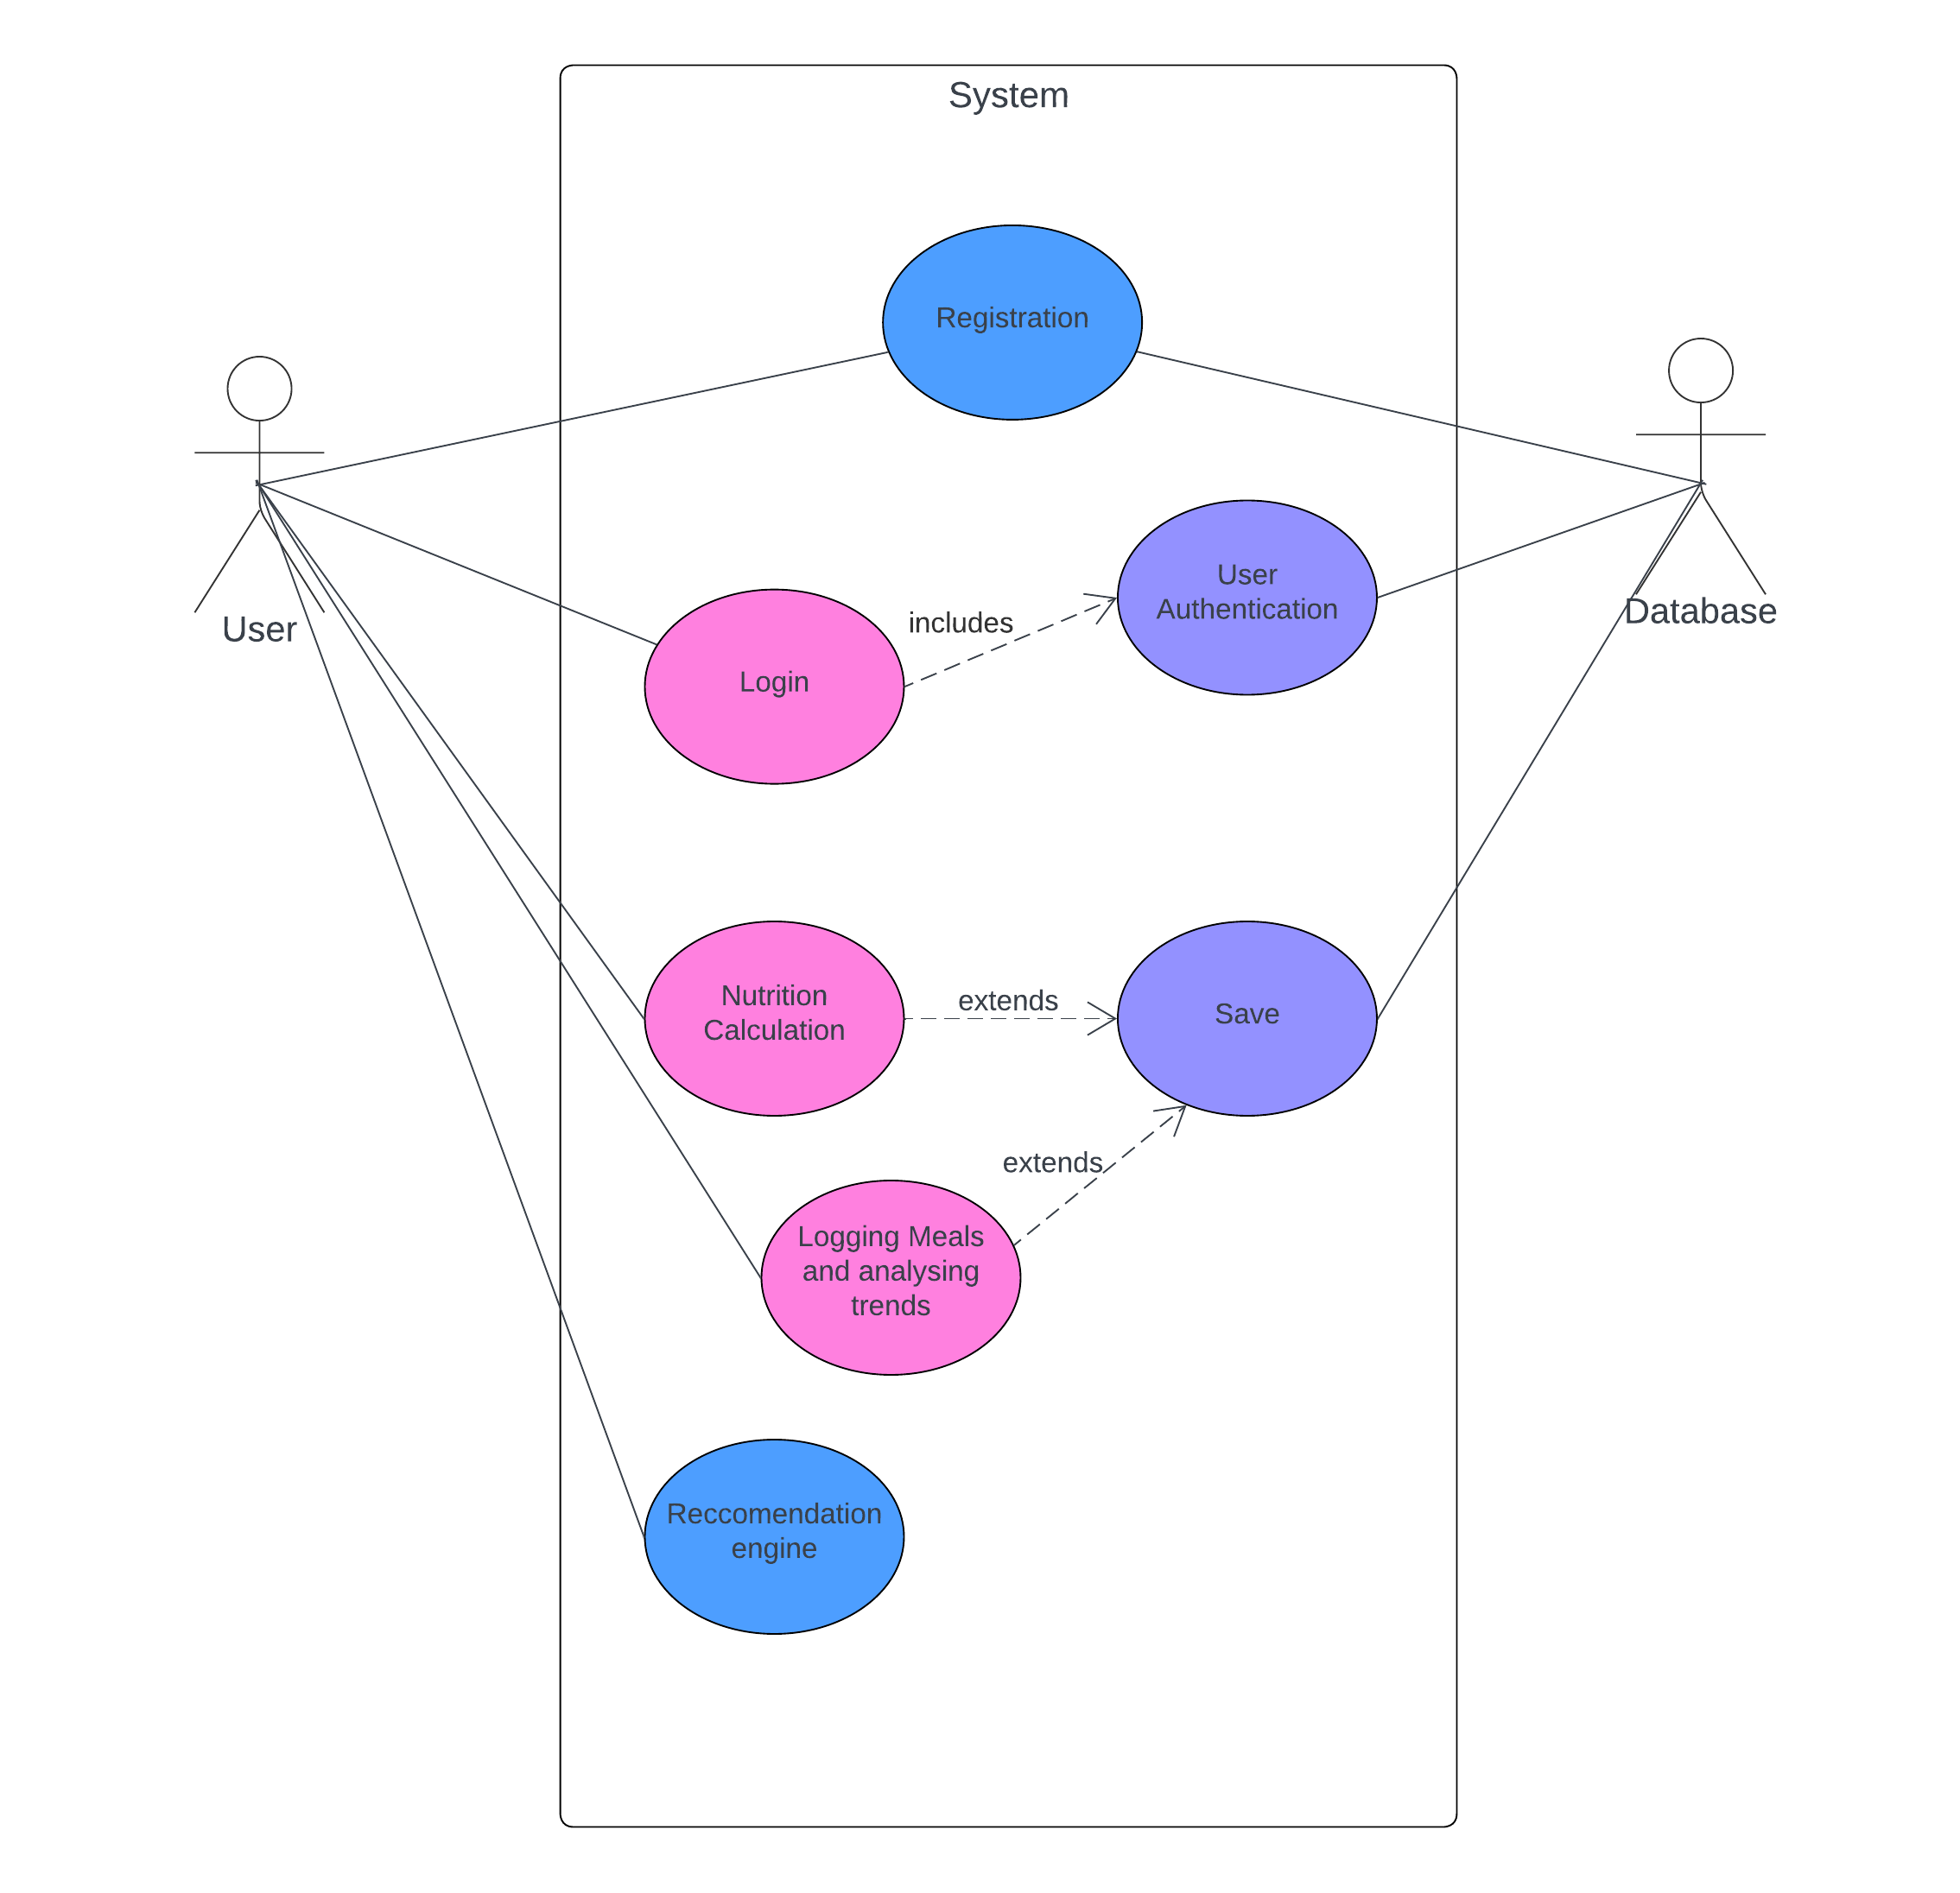 System
Registration
User
Authentication
includes
Login
User
Database
Nutrition
Calculation
extends
Save
extends
Logging Meals
and analysing
trends
Reccomendation
engine